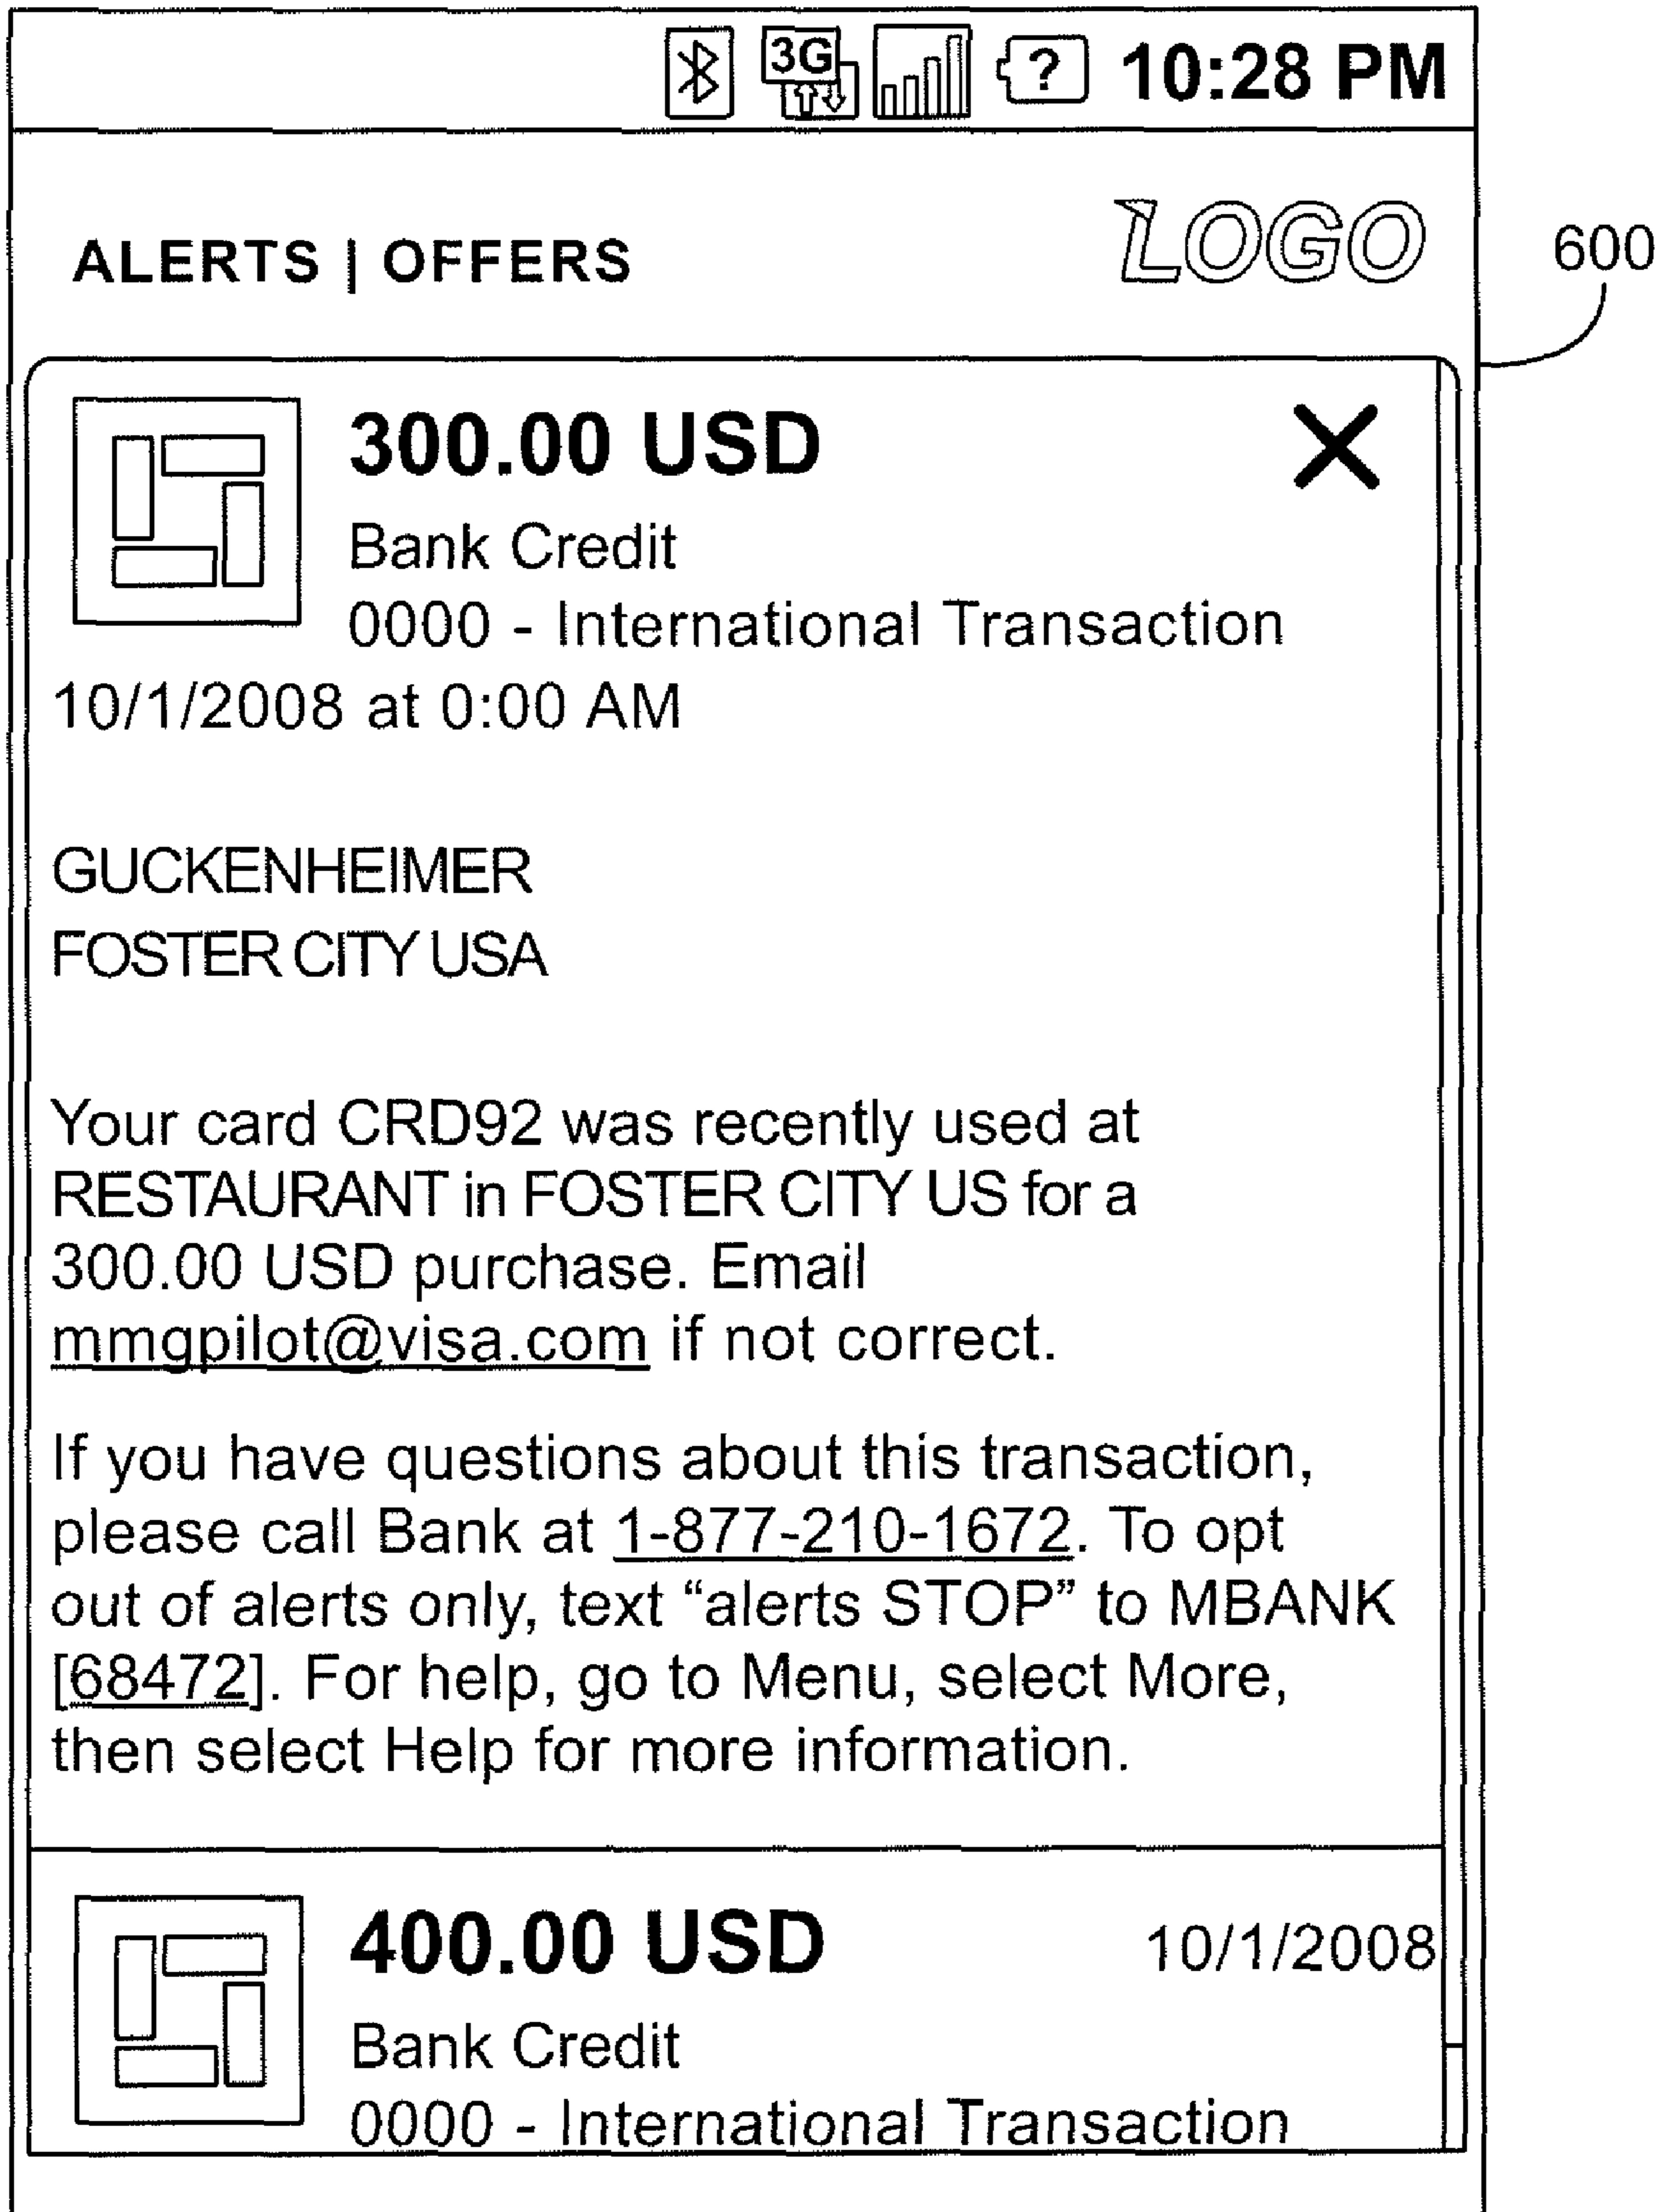 3G ? 10:28 PM
ALERTS | OFFERS LOGO
600
300.00 USD
Bank Credit
0000 - International Transaction
10/1/2008 at 0:00 AM
GUCKENHEIMER
FOSTER CITY USA
Your card CRD92 was recently used at
RESTAURANT in FOSTER CITY US for a
300.00 USD purchase. Email
mmgpilot@visa.com if not correct.
If you have questions about this transaction,
please call Bank at 1-877-210-1672. To opt
out of alerts only, text “alerts STOP” to MBANK
[68472]. For help, go to Menu, select More,
then select Help for more information.
400.00 USD 10/1/2008
Bank Credit
0000 - International Transaction